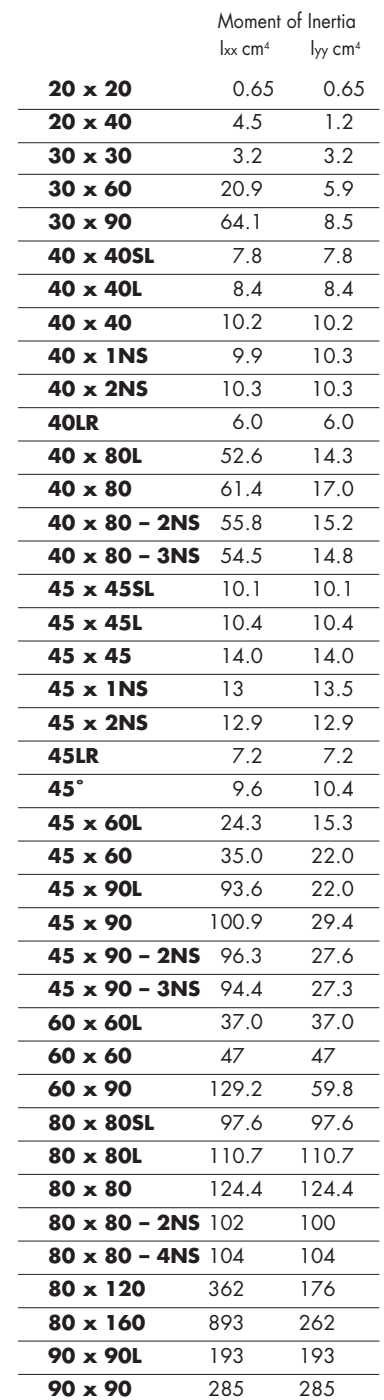 Moment of Inertia
Ixx cm⁴ Iyy cm⁴
20 x 20 0.65 0.65
20 x 40 4.5 1.2
30 x 30 3.2 3.2
30 x 60 20.9 5.9
30 x 90 64.1 8.5
40 x 40SL 7.8 7.8
40 x 40L 8.4 8.4
40 x 40 10.2 10.2
40 x 1NS 9.9 10.3
40 x 2NS 10.3 10.3
40LR 6.0 6.0
40 x 80L 52.6 14.3
40 x 80 61.4 17.0
40 x 80 – 2NS 55.8 15.2
40 x 80 – 3NS 54.5 14.8
45 x 45SL 10.1 10.1
45 x 45L 10.4 10.4
45 x 45 14.0 14.0
45 x 1NS 13 13.5
45 x 2NS 12.9 12.9
45LR 7.2 7.2
45˚ 9.6 10.4
45 x 60L 24.3 15.3
45 x 60 35.0 22.0
45 x 90L 93.6 22.0
45 x 90 100.9 29.4
45 x 90 – 2NS 96.3 27.6
45 x 90 – 3NS 94.4 27.3
60 x 60L 37.0 37.0
60 x 60 47 47
60 x 90 129.2 59.8
80 x 80SL 97.6 97.6
80 x 80L 110.7 110.7
80 x 80 124.4 124.4
80 x 80 – 2NS 102 100
80 x 80 – 4NS 104 104
80 x 120 362 176
80 x 160 893 262
90 x 90L 193 193
90 x 90 285 285